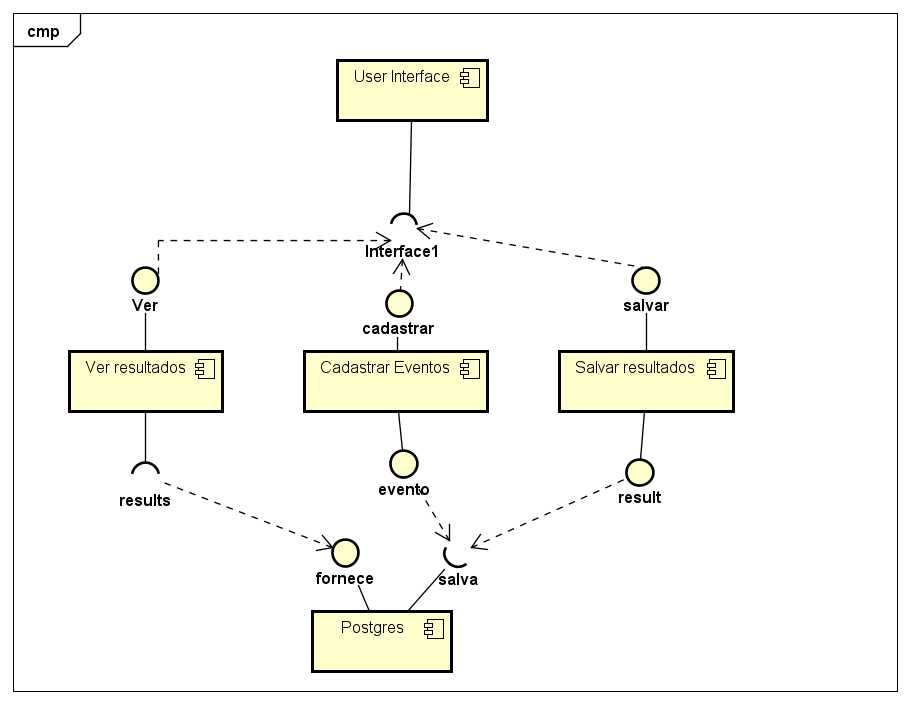 cmp
User Interface
Interface1
Ver
cadastrar
salvar
Ver resultados
Cadastrar Eventos
Salvar resultados
results
evento
result
fornece
salva
Postgres